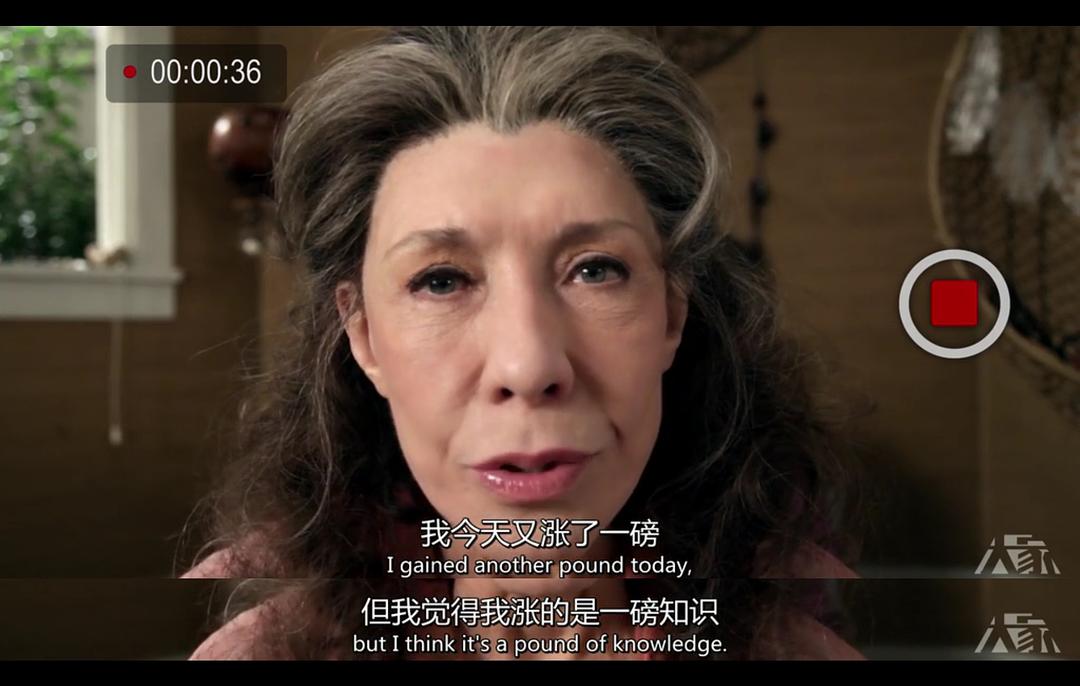 00:00:36
我今天又涨了一磅
I gained another pound today,
但我觉得我涨的是一磅知识
but I think it's a pound of knowledge.